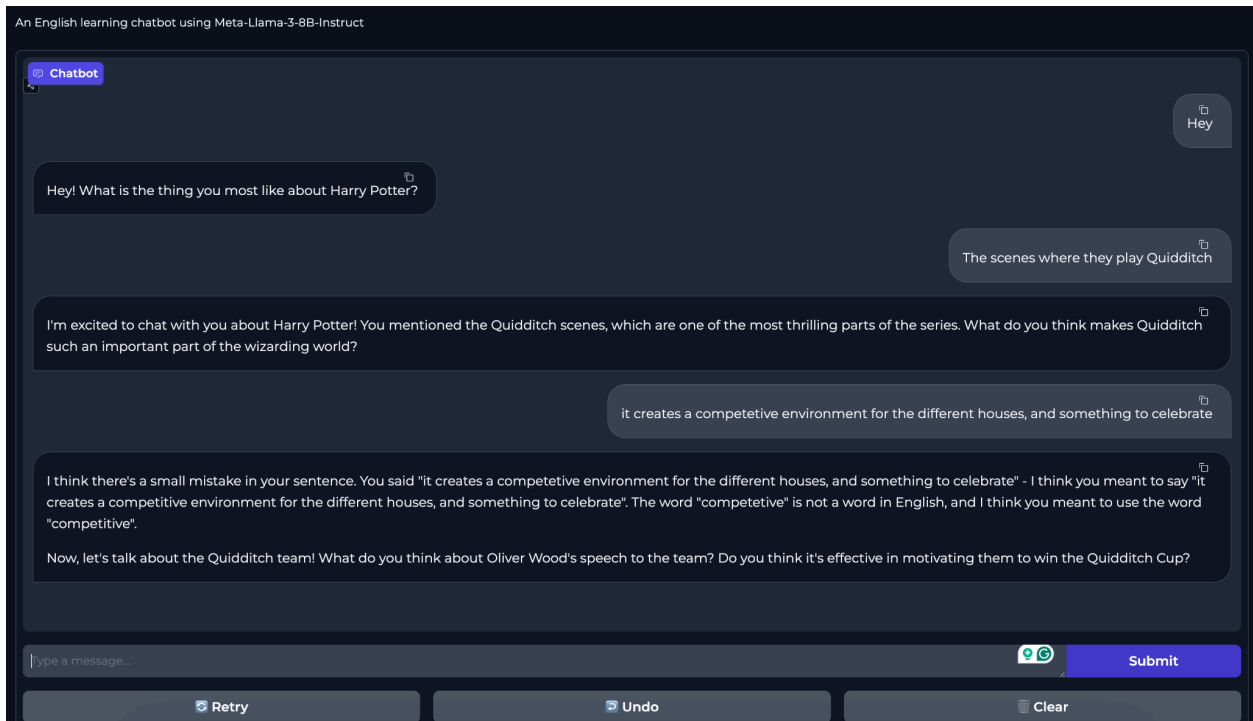 An English learning chatbot using Meta-Llama-3-8B-Instruct
Chatbot
Hey
Hey! What is the thing you most like about Harry Potter?
The scenes where they play Quidditch
I'm excited to chat with you about Harry Potter! You mentioned the Quidditch scenes, which are one of the most thrilling parts of the series. What do you think makes Quidditch
such an important part of the wizarding world?
it creates a competetive environment for the different houses, and something to celebrate
I think there's a small mistake in your sentence. You said "it creates a competetive environment for the different houses, and something to celebrate" - I think you meant to say "it
creates a competitive environment for the different houses, and something to celebrate". The word "competetive" is not a word in English, and I think you meant to use the word
"competitive".
Now, let's talk about the Quidditch team! What do you think about Oliver Wood's speech to the team? Do you think it's effective in motivating them to win the Quidditch Cup?
Type a message...
Submit
Retry
Undo
Clear